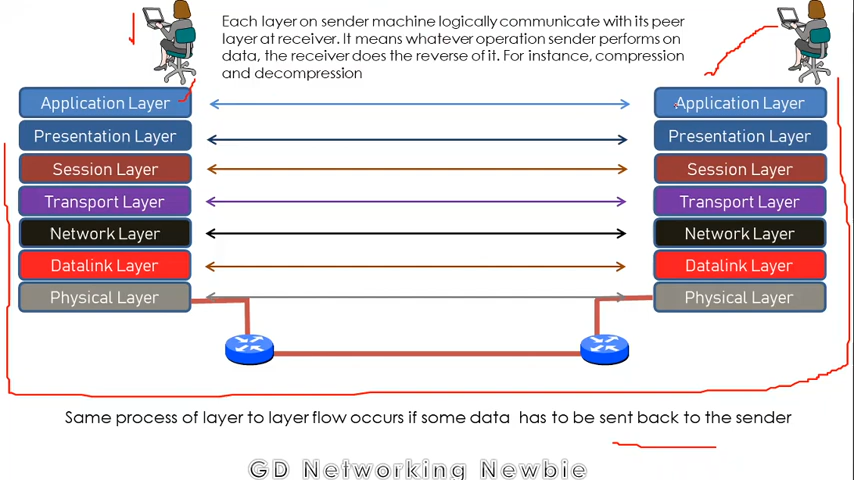 Each layer on sender machine logically communicate with its peer
layer at receiver. It means whatever operation sender performs on
data, the receiver does the reverse of it. For instance, compression
and decompression
Application Layer
Presentation Layer
Session Layer
Transport Layer
Network Layer
Datalink Layer
Physical Layer
Application Layer
Presentation Layer
Session Layer
Transport Layer
Network Layer
Datalink Layer
Physical Layer
Same process of layer to layer flow occurs if some data has to be sent back to the sender
GD Networking Newbie